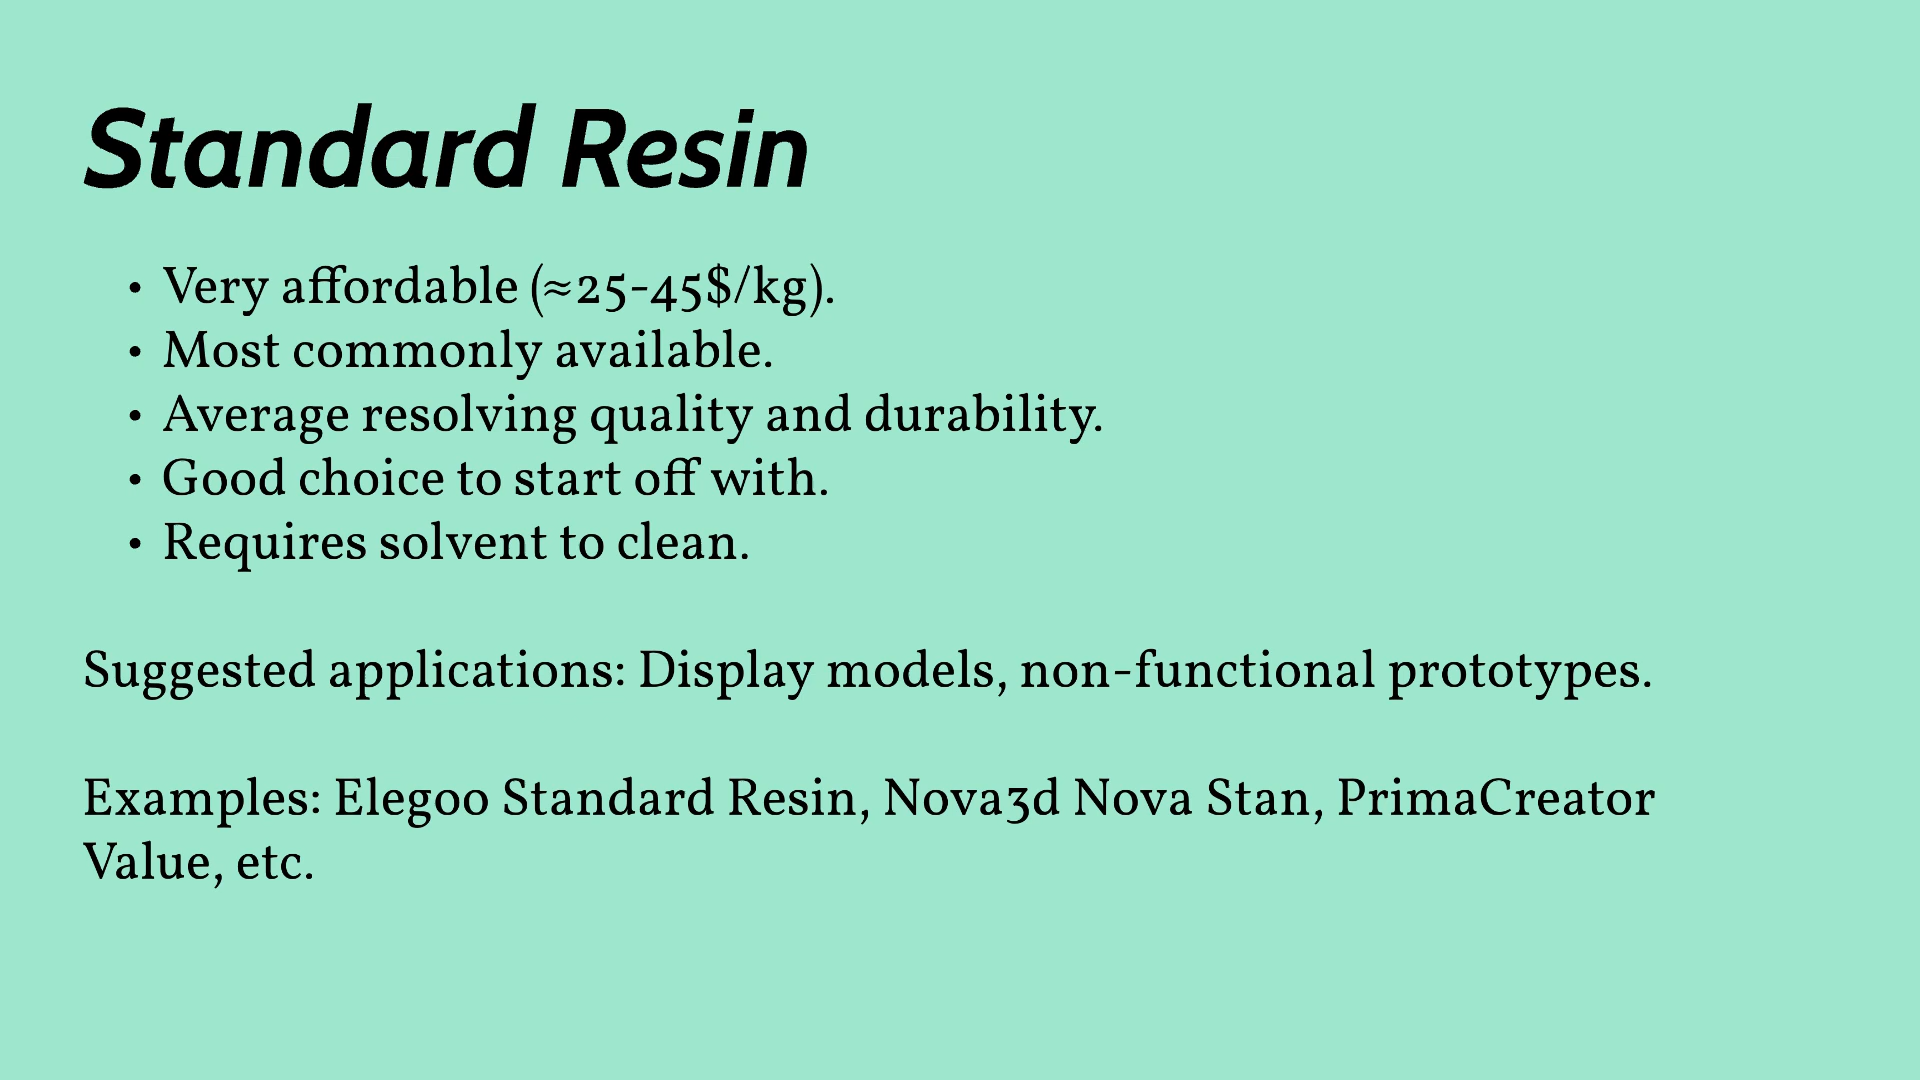 Standard Resin
• Very affordable (≈25-45$/kg).
• Most commonly available.
• Average resolving quality and durability.
• Good choice to start off with.
• Requires solvent to clean.
Suggested applications: Display models, non-functional prototypes.
Examples: Elegoo Standard Resin, Nova3d Nova Stan, PrimaCreator
Value, etc.